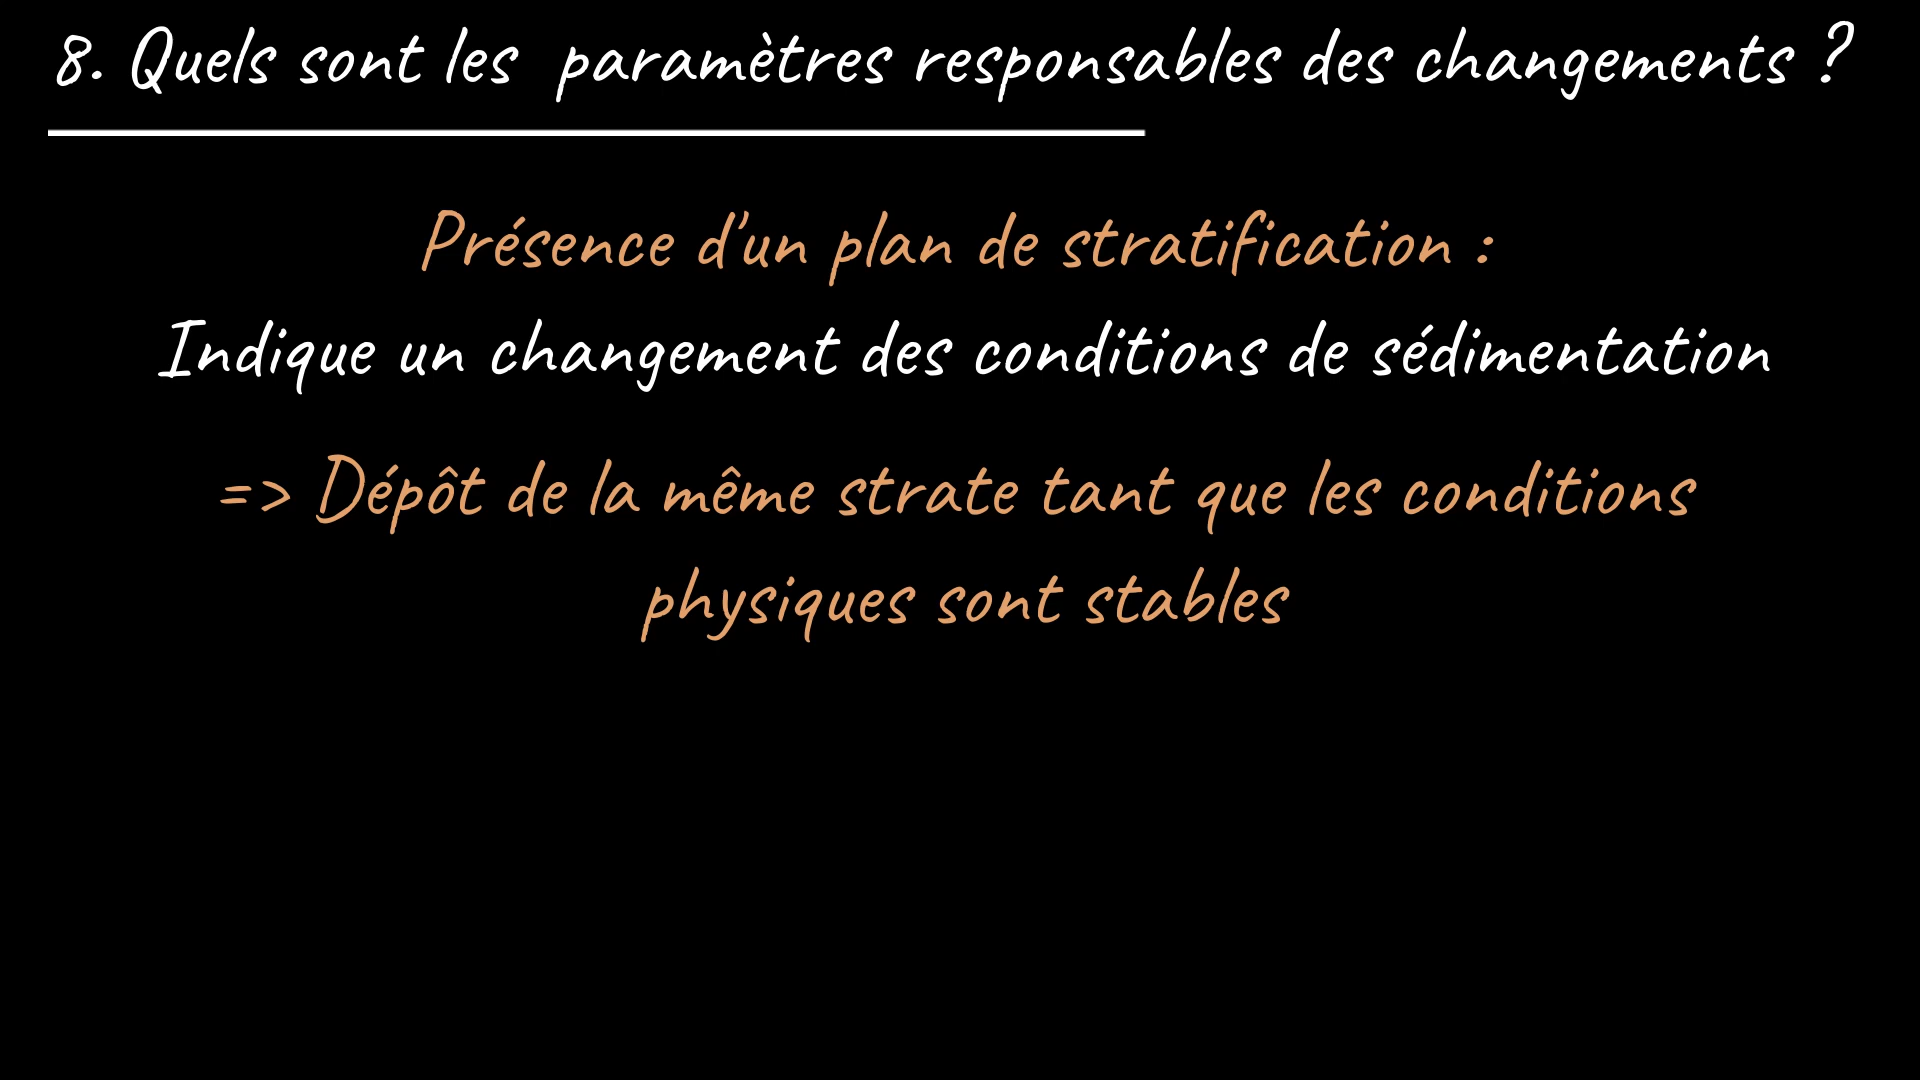 8. Quels sont les  paramètres responsables des changements ?
Présence d'un plan de stratification :
Indique un changement des conditions de sédimentation
=> Dépôt de la même strate tant que les conditions
physiques sont stables